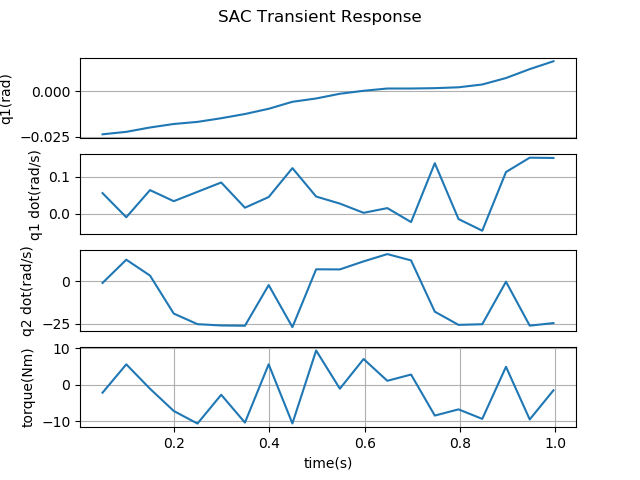 SAC Transient Response
q1(rad)
0.000
−0.025
q1 dot(rad/s)
0.1
0.0
q2 dot(rad/s)
0
−25
torque(Nm)
10
0
−10
0.2 0.4 0.6 0.8 1.0
time(s)